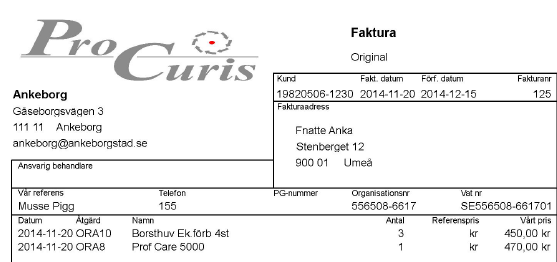 ProCuris
Faktura
Original
Kund Fakt. datum Förf. datum Fakturanr
19820506-1230 2014-11-20 2014-12-15 125
Ankeborg
Gåseborgsvägen 3
111 11 Ankeborg
ankeborg@ankeborgstad.se
Fakturaadress
Fnatte Anka
Stenberget 12
900 01 Umeå
Ansvarig behandlare
Vår referens Telefon PG-nummer Organisationsnr Vat nr
Musse Pigg 155 556508-6617 SE556508-661701
Datum Åtgärd Namn Antal Referenspris Vårt pris
2014-11-20 ORA10 Borsthuv Ek.förb 4st 3 kr 450,00 kr
2014-11-20 ORA8 Prof Care 5000 1 kr 470,00 kr